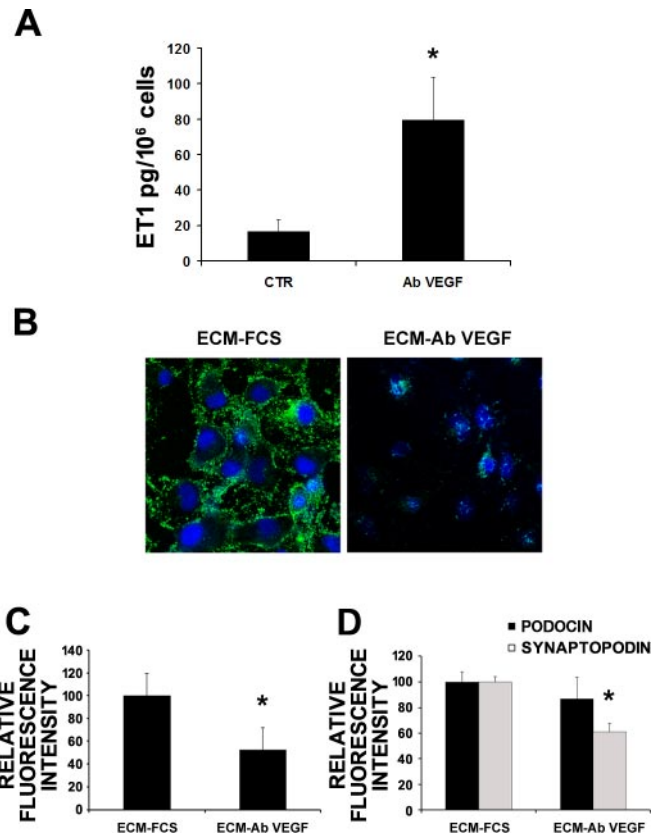 A
ET1 pg/10⁶ cells
120
100
80
60
40
20
0
*
CTR
Ab VEGF
B
ECM-FCS
ECM-Ab VEGF
C
RELATIVE
FLUORESCENCE
INTENSITY
140
120
100
80
60
40
20
0
*
ECM-FCS
ECM-Ab VEGF
D
RELATIVE
FLUORESCENCE
INTENSITY
PODOCIN
SYNAPTOPODIN
120
100
80
60
40
20
0
*
ECM-FCS
ECM-Ab VEGF